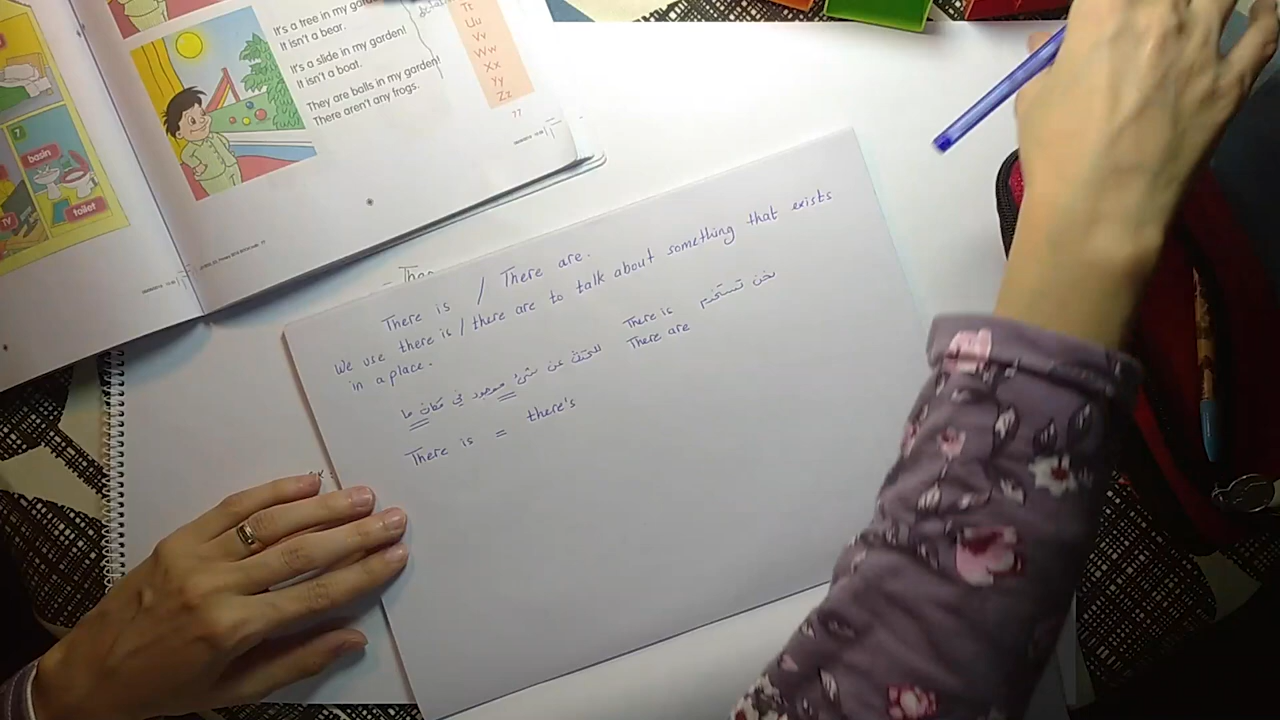 It's a tree in my
It isn't a bear.
It's a slide in my garden!
It isn't a boat.
They are balls in my garden!
There aren't any frogs.
Tt
Uu
Vv
Ww
Xx
Yy
Zz
77
7
basin
TV
toilet
There is / There are.
We use there is / there are to talk about something that exists
in a place.
نحن نستخدم There is
There are
للتحدث عن شيء موجود في مكان ما
There is = there's